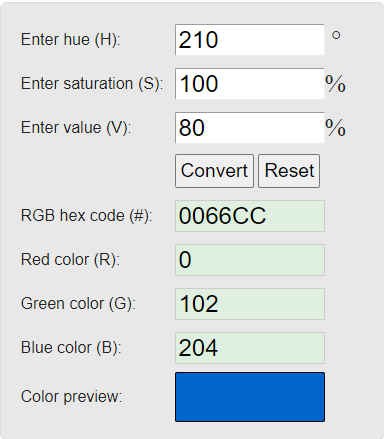 Enter hue (H): 210 °
Enter saturation (S): 100 %
Enter value (V): 80 %
Convert Reset
RGB hex code (#): 0066CC
Red color (R): 0
Green color (G): 102
Blue color (B): 204
Color preview: